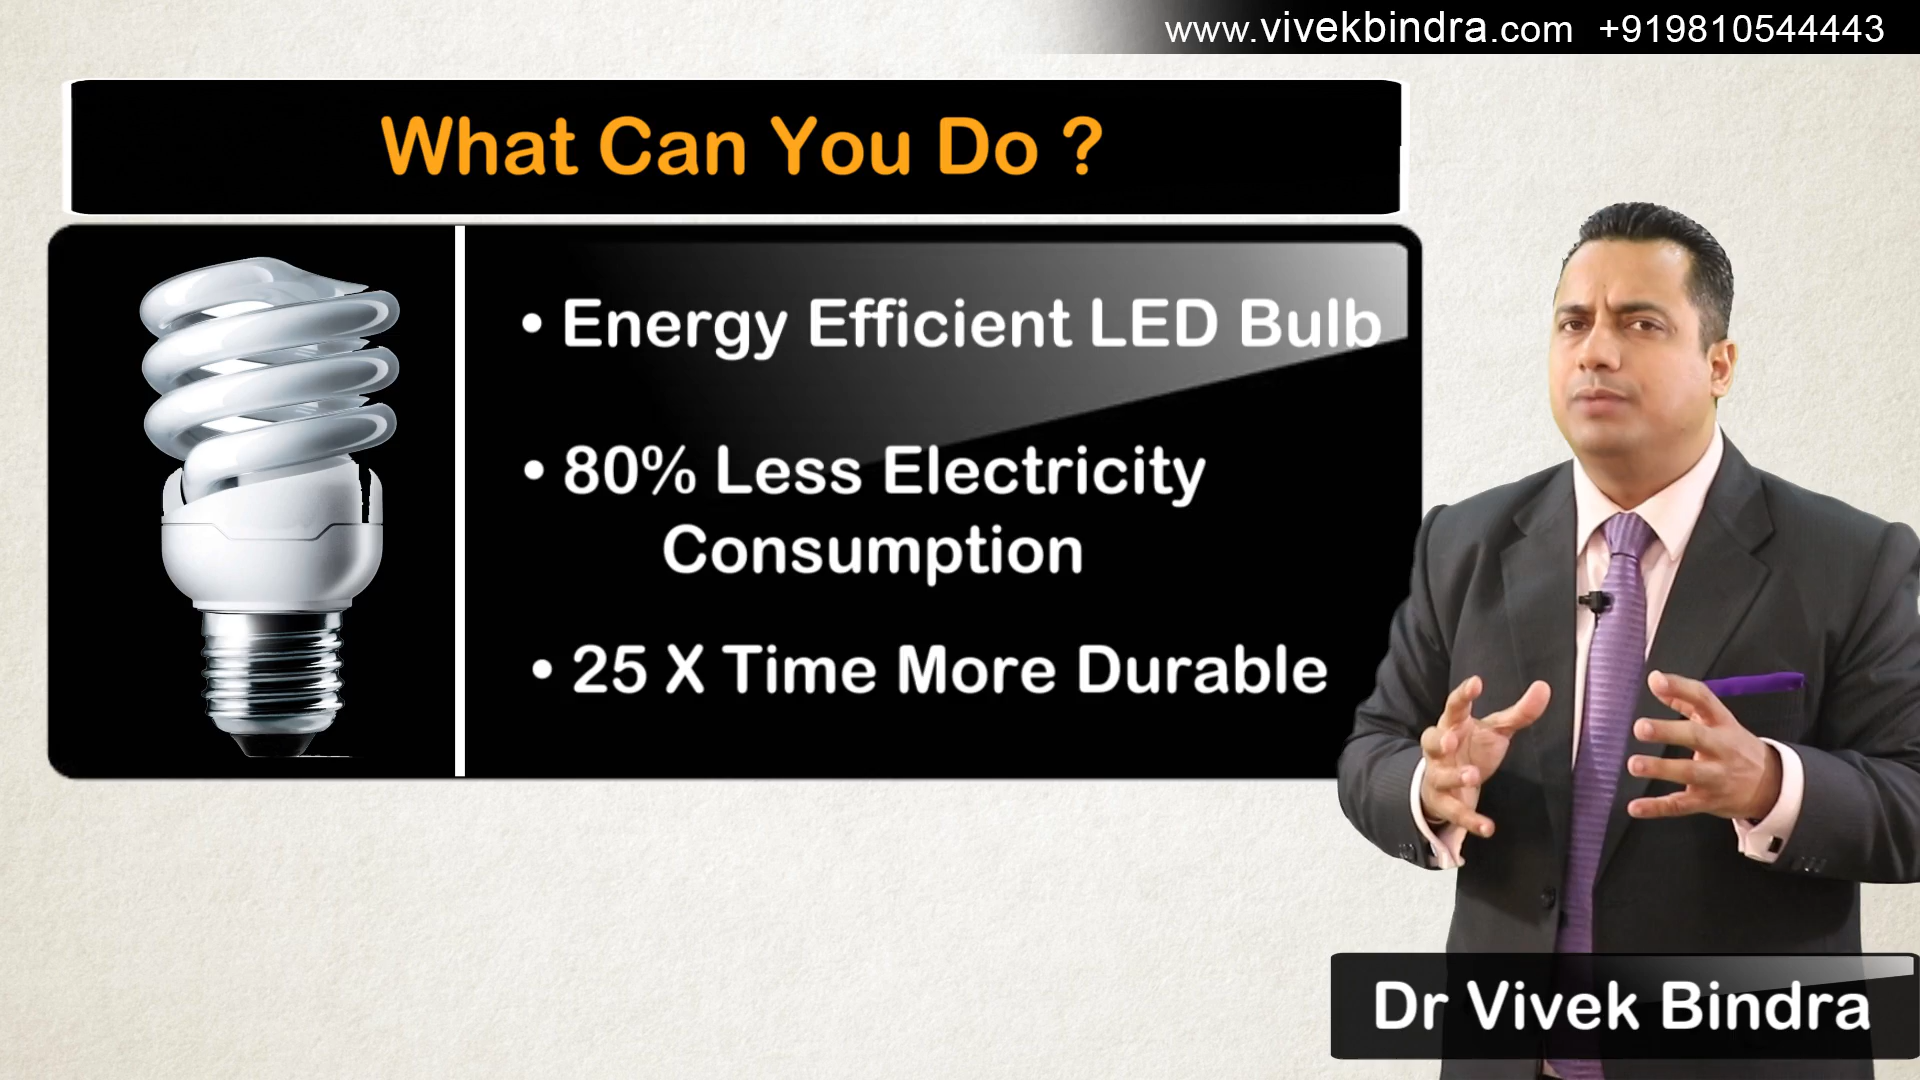 www.vivekbindra.com +919810544443
What Can You Do ?
• Energy Efficient LED Bulb
• 80% Less Electricity
Consumption
• 25 X Time More Durable
Dr Vivek Bindra